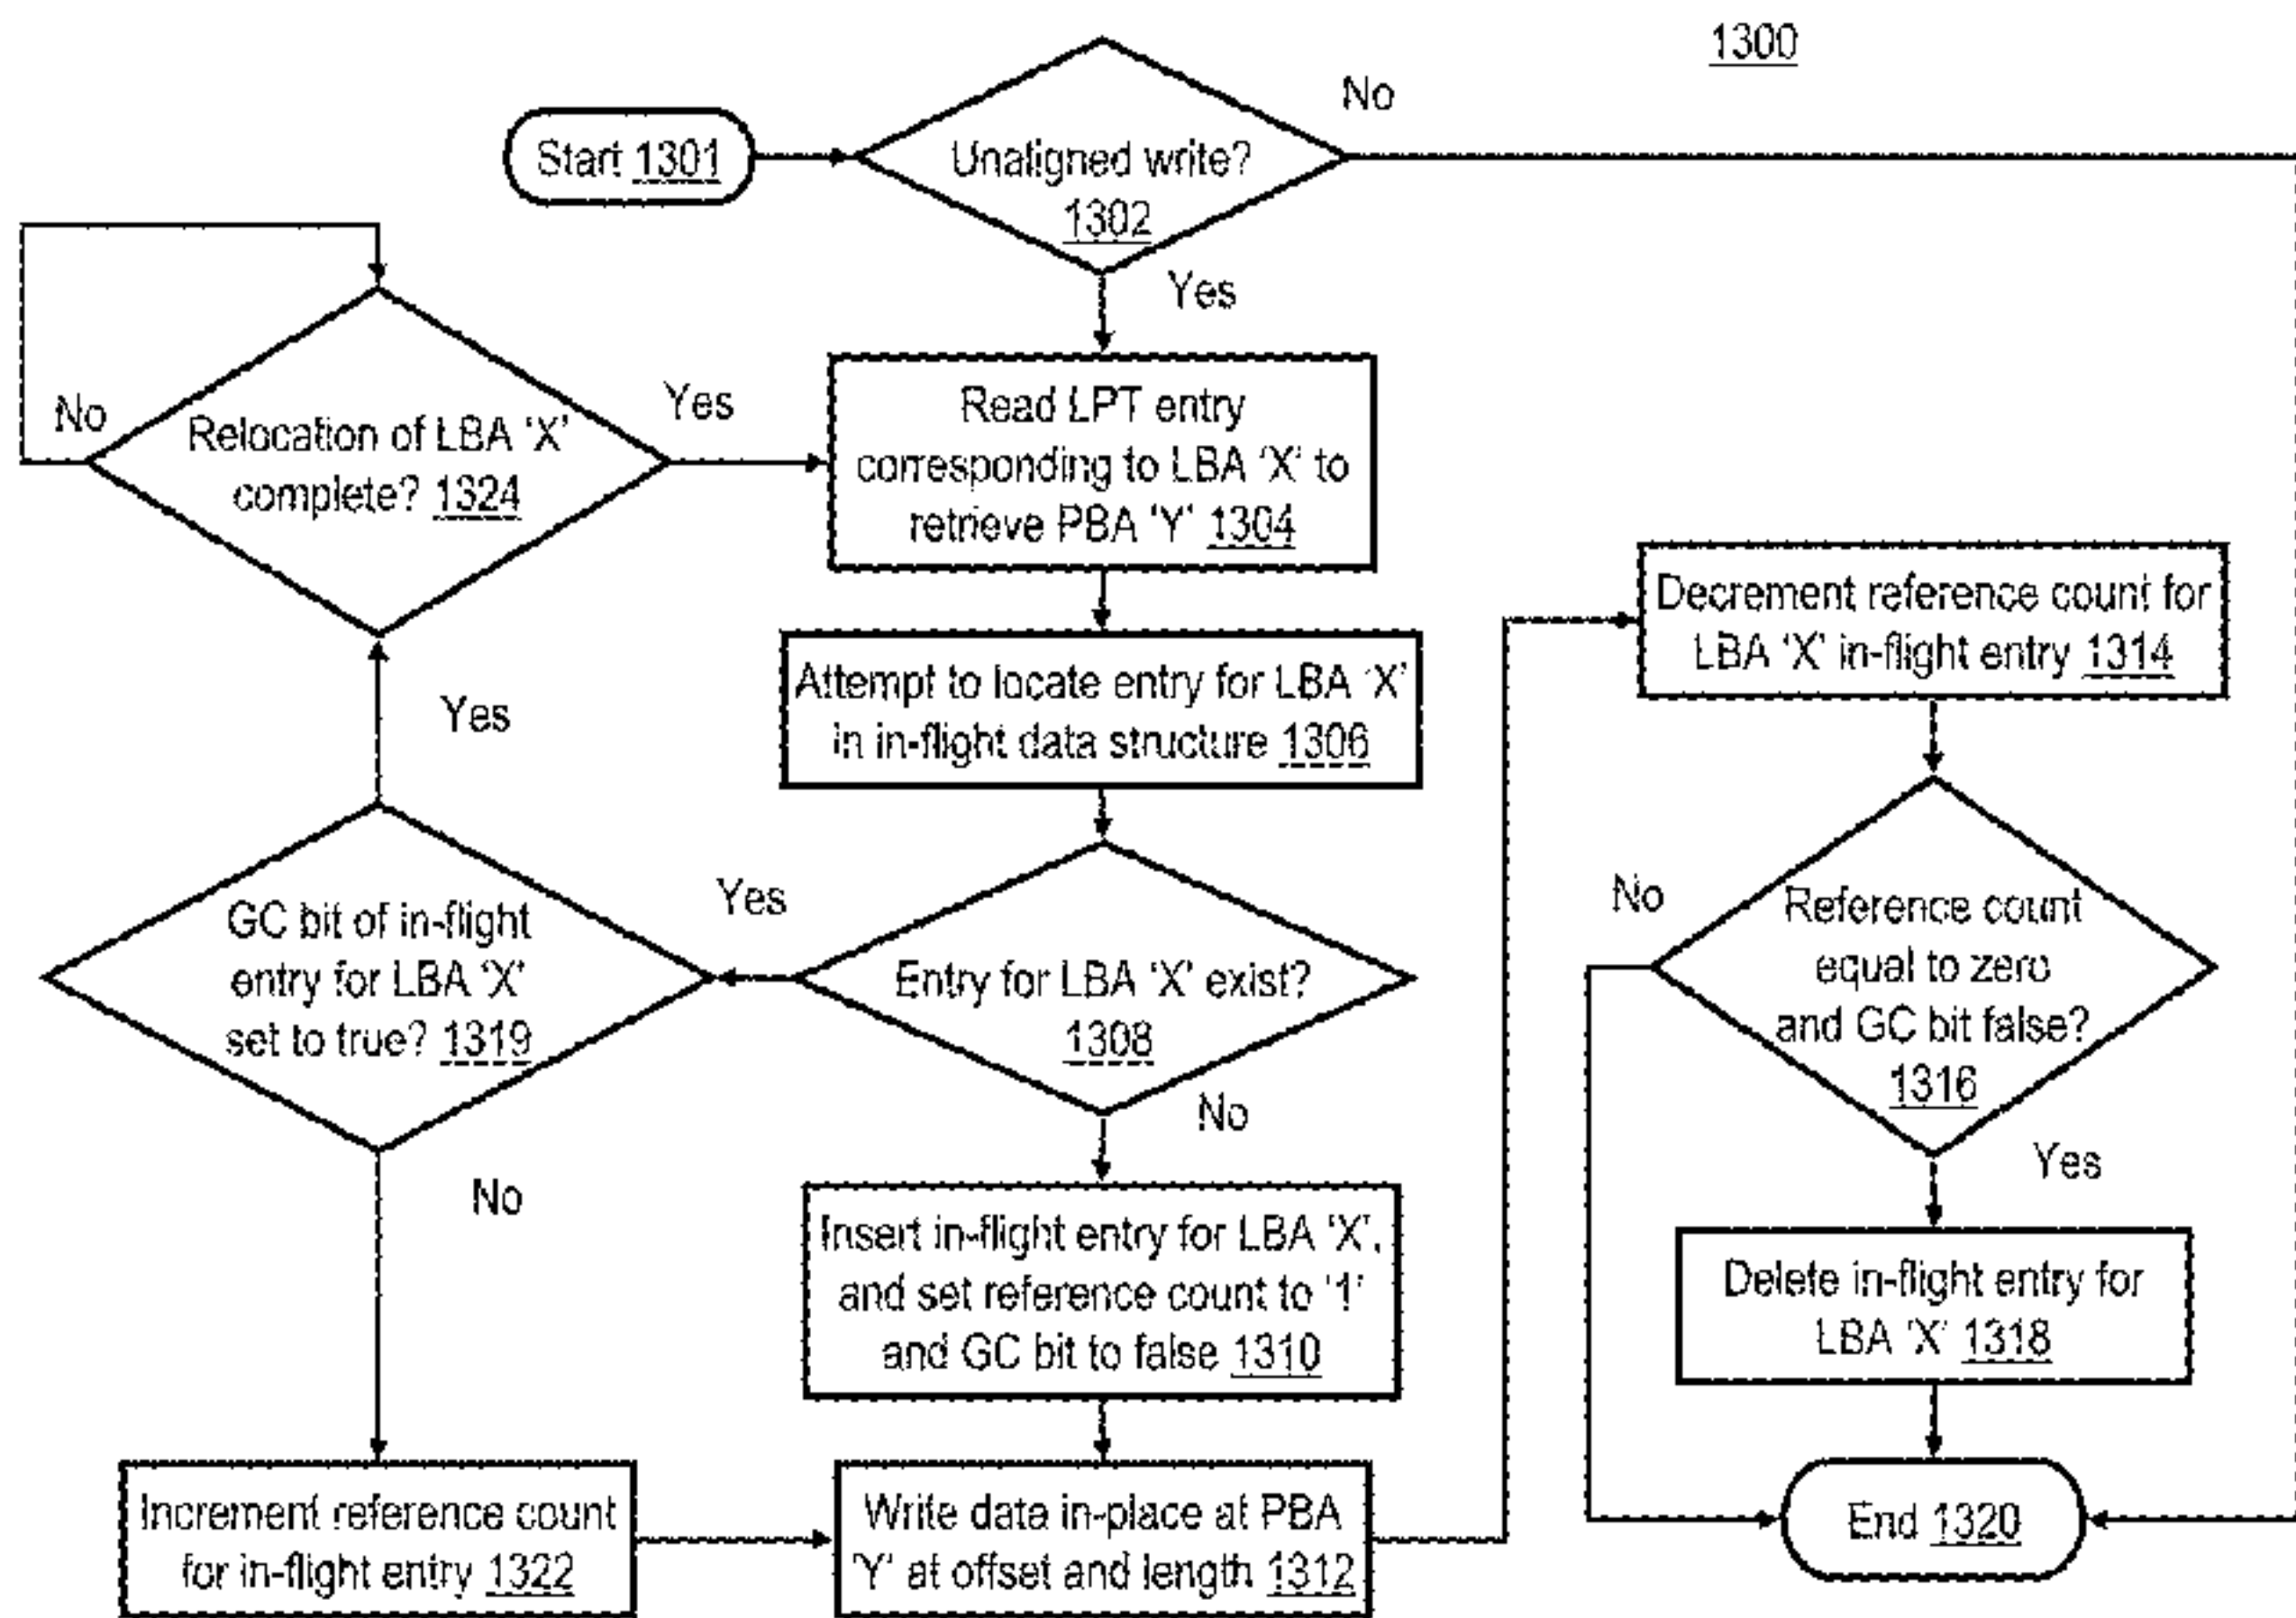 1300
No
Start 1301
Unaligned write?
1302
Yes
No
Relocation of LBA ‘X’
complete? 1324
Yes
Read LPT entry
corresponding to LBA ‘X’ to
retrieve PBA ‘Y’ 1304
Decrement reference count for
LBA ‘X’ in-flight entry 1314
Yes
Attempt to locate entry for LBA ‘X’
in in-flight data structure 1306
GC bit of in-flight
entry for LBA ‘X’
set to true? 1319
Yes
Entry for LBA ‘X’ exist?
1308
No
Reference count
equal to zero
and GC bit false?
1316
No
No
Yes
Insert in-flight entry for LBA ‘X’,
and set reference count to ‘1’
and GC bit to false 1310
Delete in-flight entry for
LBA ‘X’ 1318
Increment reference count
for in-flight entry 1322
Write data in-place at PBA
‘Y’ at offset and length 1312
End 1320